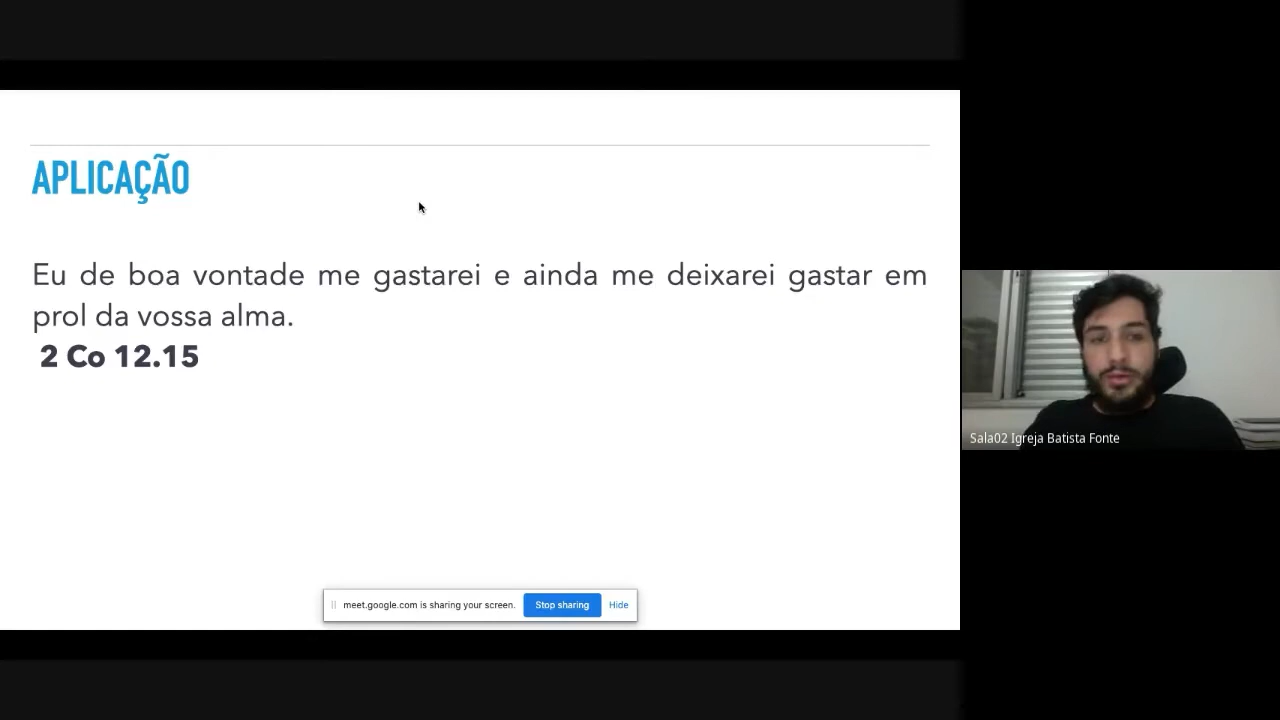 APLICAÇÃO
Eu de boa vontade me gastarei e ainda me deixarei gastar em
prol da vossa alma.
2 Co 12.15
Sala02 Igreja Batista Fonte
meet.google.com is sharing your screen. Stop sharing Hide